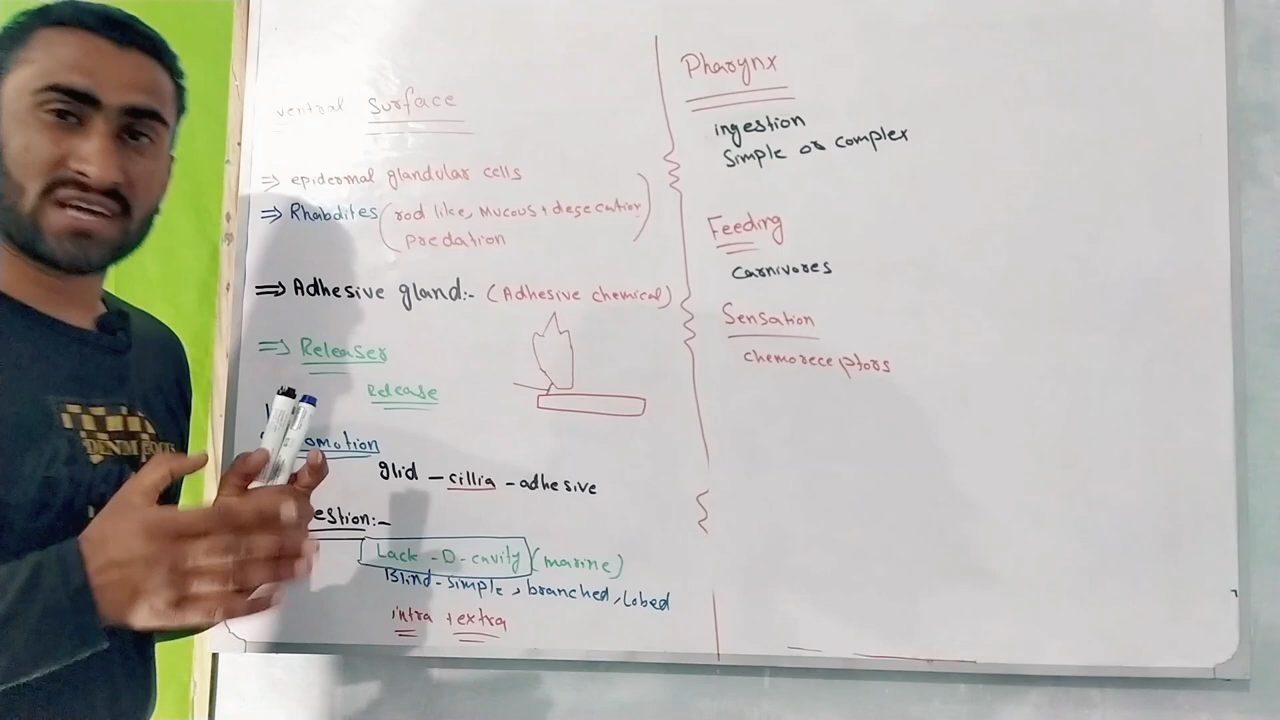 ventral Surface
⇒ epidermal glandular cells
⇒ Rhabdites (rod like, Mucous + desecation)
(predation
⇒ Adhesive gland:- (Adhesive chemical)
⇒ Releaser
Release
omotion
glid - cillia - adhesive
estion:-
Lack - D - cavity (marine)
Blind - simple, branched, Lobed
intra + extra
Pharynx
ingestion
Simple or complex
Feeding
Carnivores
Sensation
chemoreceptors